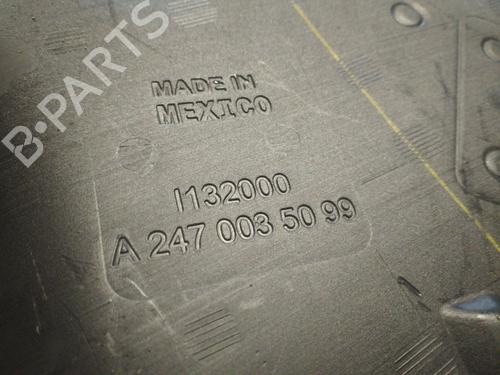 B-PARTS
MADE IN
MEXICO
I132000
A 247 003 50 99